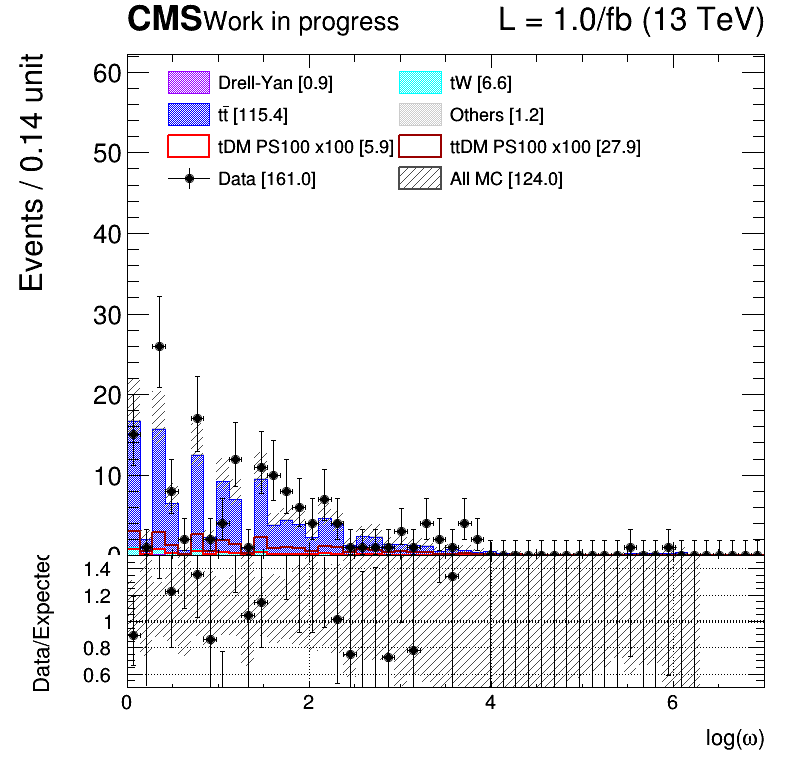 CMS Work in progress L = 1.0/fb (13 TeV)
Events / 0.14 unit
60
50
40
30
20
10
0
Drell-Yan [0.9] tW [6.6]
tt̄ [115.4] Others [1.2]
tDM PS100 x100 [5.9] ttDM PS100 x100 [27.9]
Data [161.0] All MC [124.0]
Data/Expected
1.4
1.2
1
0.8
0.6
0 2 4 6
log(ω)